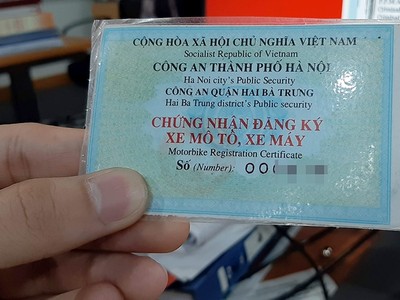 CỘNG HÒA XÃ HỘI CHỦ NGHĨA VIỆT NAM
Socialist Republic of Vietnam
CÔNG AN THÀNH PHỐ HÀ NỘI
Ha Noi city's Public Security
CÔNG AN QUẬN HAI BÀ TRƯNG
Hai Ba Trung district's Public security
CHỨNG NHẬN ĐĂNG KÝ
XE MÔ TÔ, XE MÁY
Motorbike Registration Certificate
Số (Number): 00